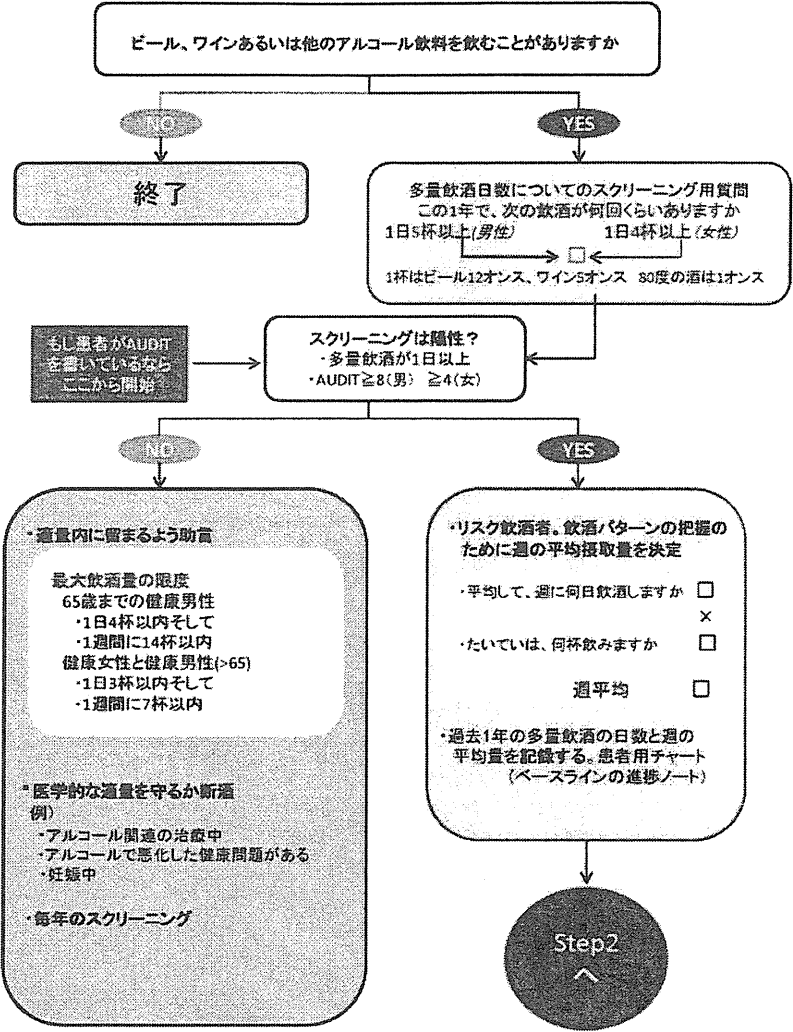 ビール、ワインあるいは他のアルコール飲料を飲むことがありますか
NO
YES
終了
多量飲酒日数についてのスクリーニング用質問
この1年で、次の飲酒が何回くらいありますか
1日5杯以上(男性) 1日4杯以上(女性)
□
1杯はビール12オンス、ワイン5オンス 80度の酒は1オンス
もし患者がAUDIT
を書いているなら
ここから開始
スクリーニングは陽性？
・多量飲酒が1日以上
・AUDIT≧8(男) ≧4(女)
NO
YES
・適量内に留まるよう助言
最大飲酒量の限度
65歳までの健康男性
・1日4杯以内そして
・1週間に14杯以内
健康女性と健康男性(>65)
・1日3杯以内そして
・1週間に7杯以内
・医学的な適量を守るか断酒
例)
・アルコール関連の治療中
・アルコールで悪化した健康問題がある
・妊娠中
・毎年のスクリーニング
・リスク飲酒者。飲酒パターンの把握の
ために週の平均摂取量を決定
・平均して、週に何日飲酒しますか □
×
・たいていは、何杯飲みますか □
週平均 □
・過去1年の多量飲酒の日数と週の
平均量を記録する。患者用チャート
(ベースラインの進捗ノート)
Step2
へ